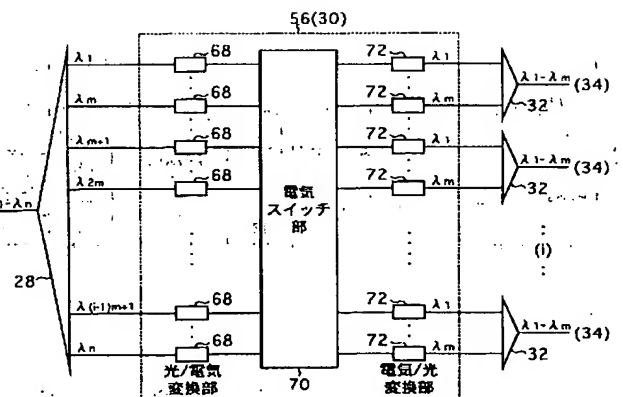 56(30)
λ1 68 72 λ1
λm 68 72 λm 32 λ1-λm (34)
λm+1 68 72 λ1
λ2m 68 72 λm 32 λ1-λm (34)
-λn
電気
スイッチ
部
28
(i)
λ(i-1)m+1 68 72 λ1
λn 68 72 λm 32 λ1-λm (34)
光/電気
変換部
70
電気/光
変換部